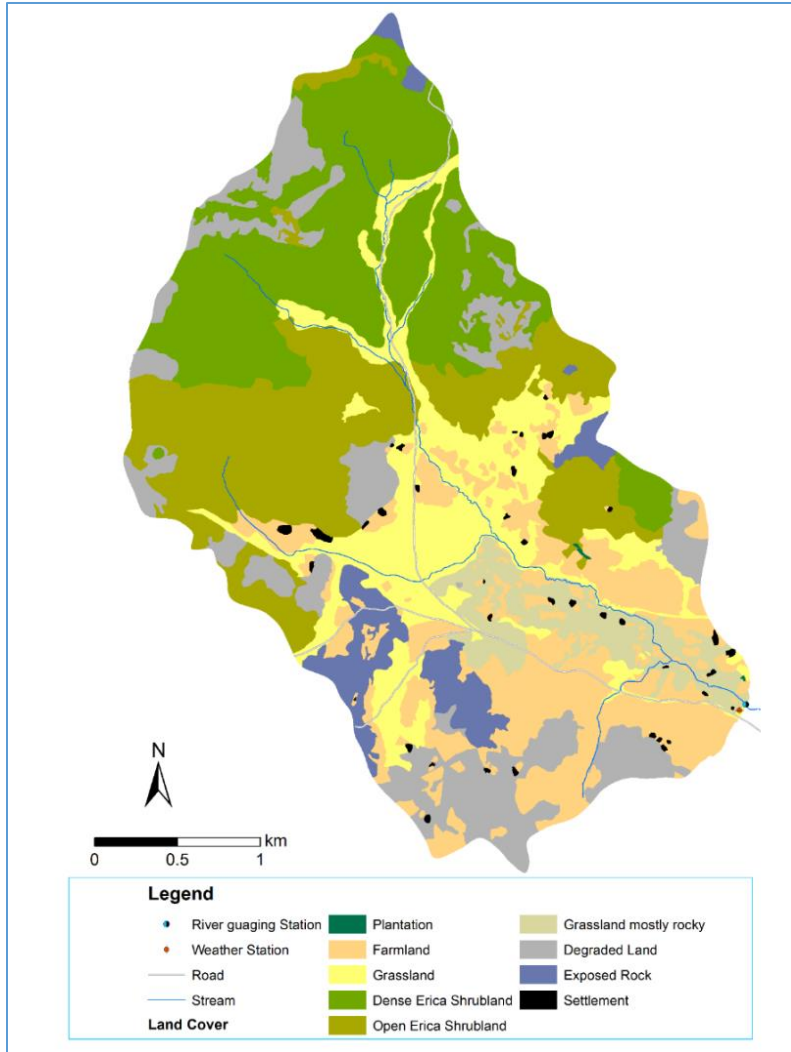 N
km
0 0.5 1
Legend
River guaging Station
Weather Station
Road
Stream
Land Cover
Plantation
Farmland
Grassland
Dense Erica Shrubland
Open Erica Shrubland
Grassland mostly rocky
Degraded Land
Exposed Rock
Settlement